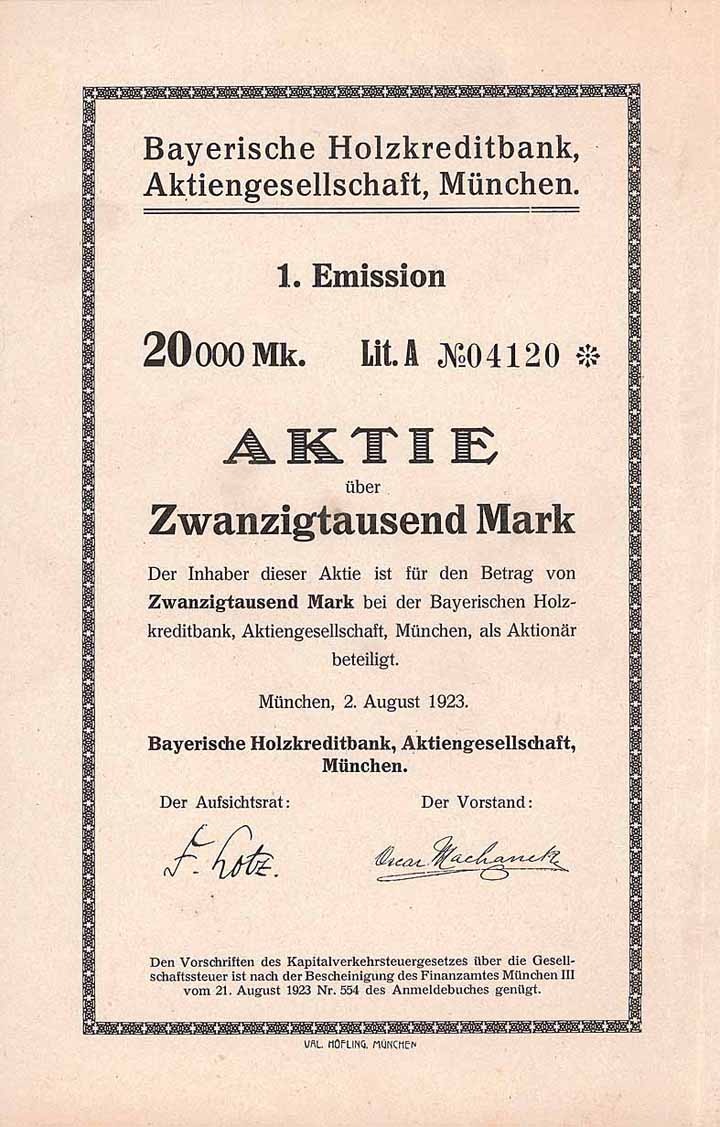 Bayerische Holzkreditbank,
Aktiengesellschaft, München.
1. Emission
20000 Mk. Lit. A №04120
AKTIE
über
Zwanzigtausend Mark
Der Inhaber dieser Aktie ist für den Betrag von
Zwanzigtausend Mark bei der Bayerischen Holz-
kreditbank, Aktiengesellschaft, München, als Aktionär
beteiligt.
München, 2. August 1923.
Bayerische Holzkreditbank, Aktiengesellschaft,
München.
Der Aufsichtsrat: Der Vorstand:
F. Lotz. Oscar Machanek
Den Vorschriften des Kapitalverkehrsteuergesetzes über die Gesell-
schaftssteuer ist nach der Bescheinigung des Finanzamtes München III
vom 21. August 1923 Nr. 554 des Anmeldebuches genügt.
VAL. HÖFLING, MÜNCHEN